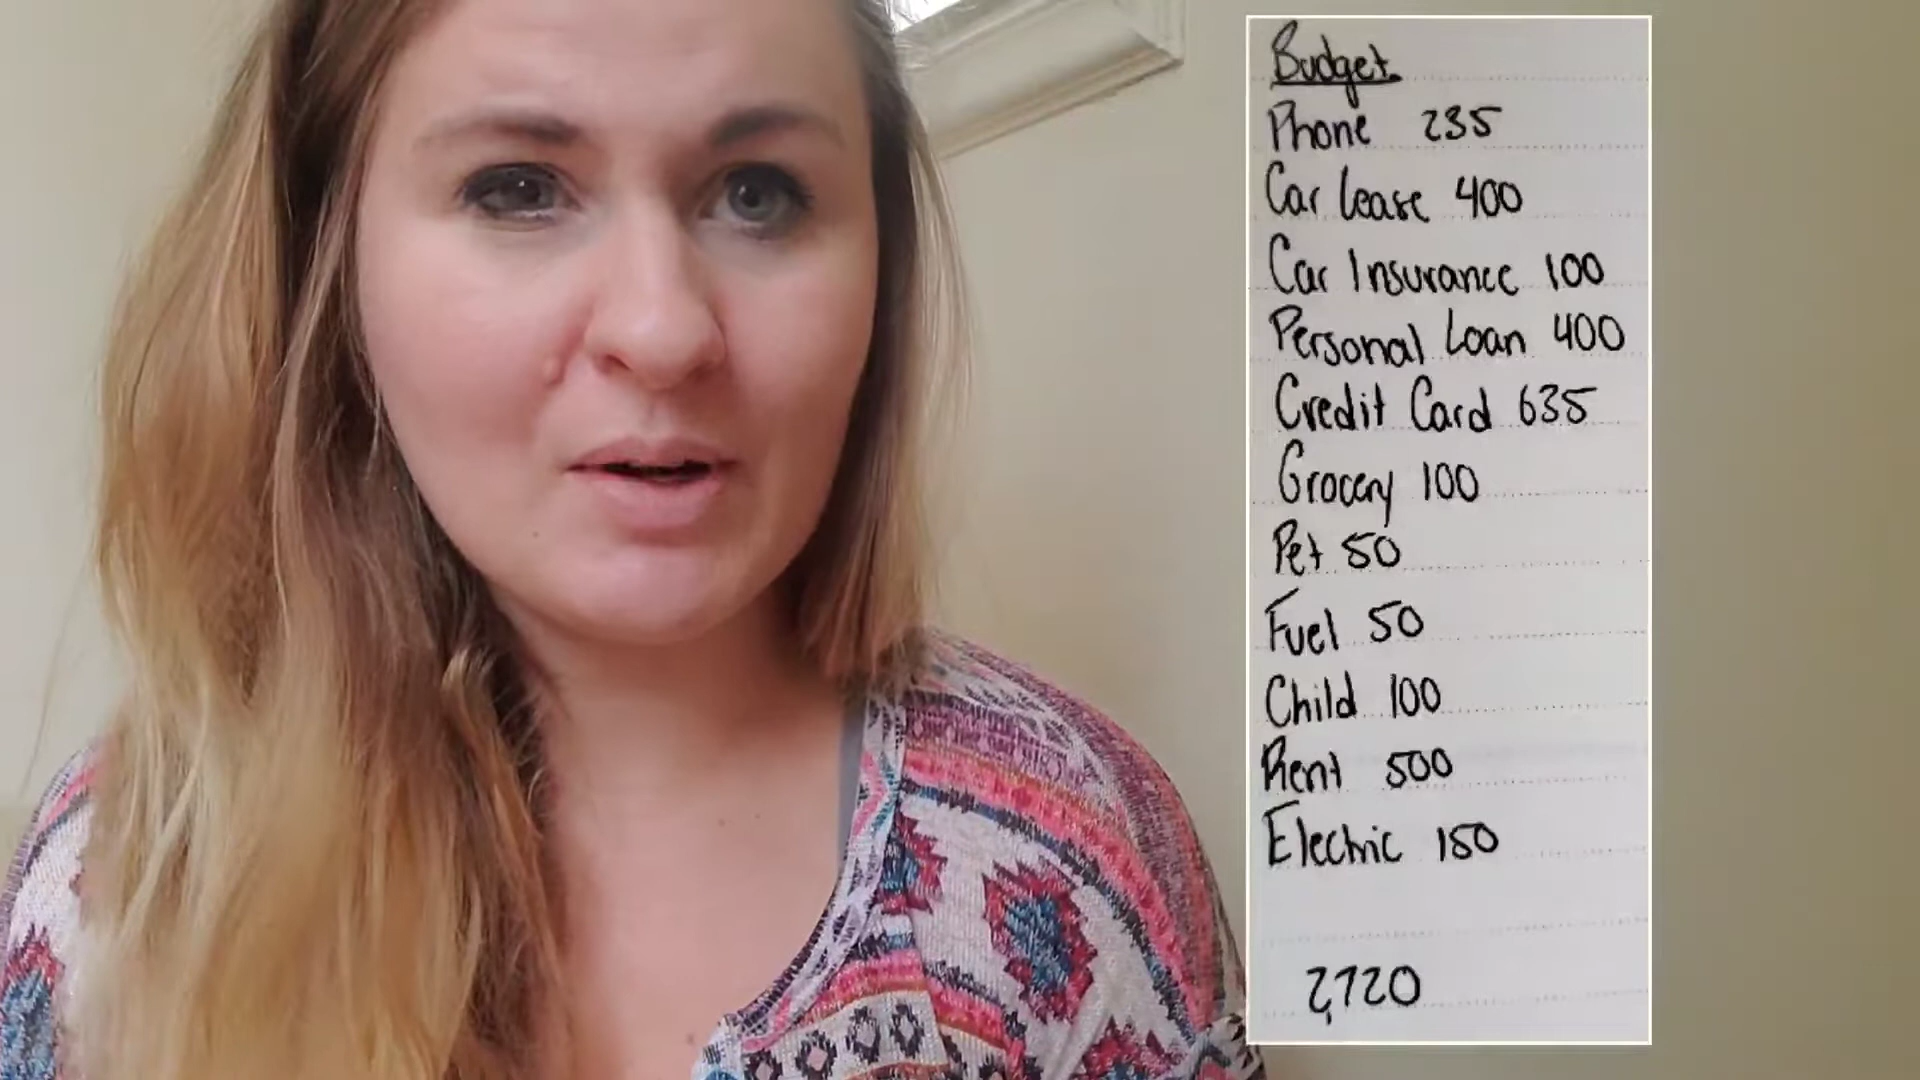 Budget
Phone 235
Car lease 400
Car Insurance 100
Personal Loan 400
Credit Card 635
Grocery 100
Pet 50
Fuel 50
Child 100
Rent 500
Electric 150
2,720